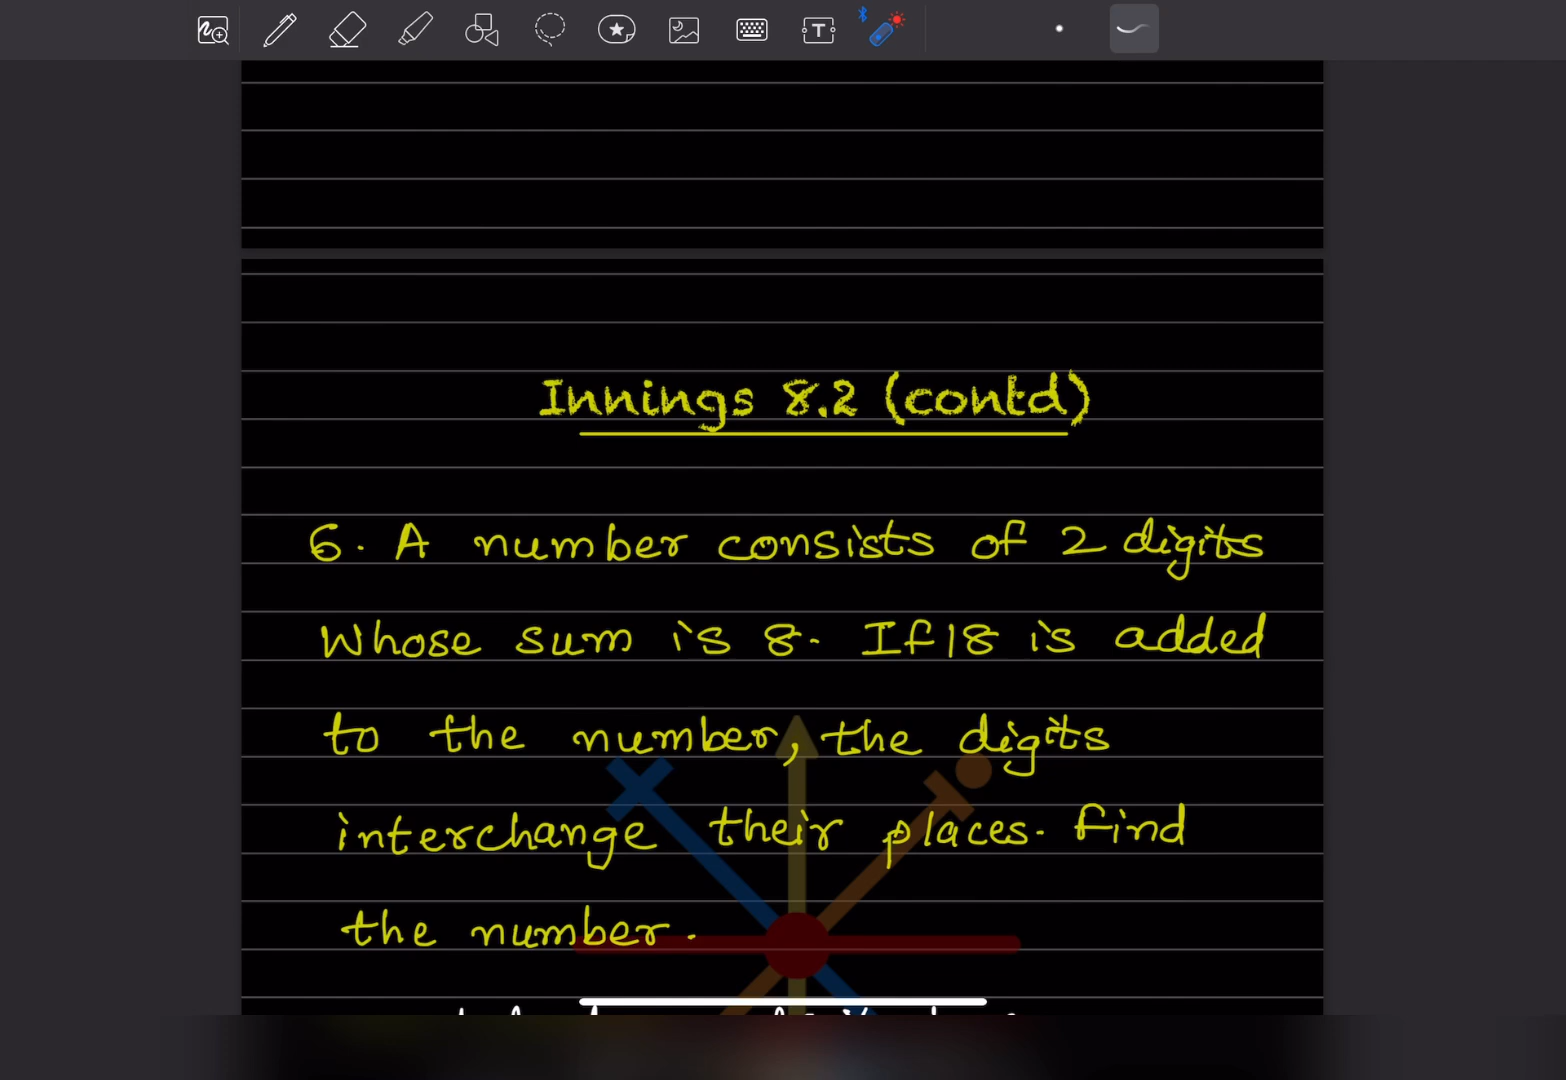 Innings 8.2 (contd)
6. A number consists of 2 digits
Whose sum is 8. If 18 is added
to the number, the digits
interchange their places. Find
the number.